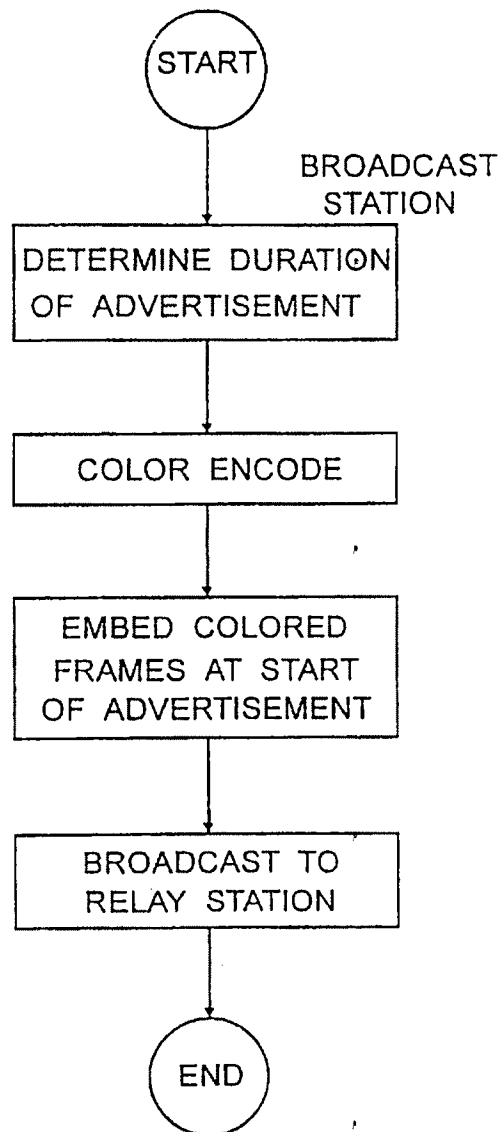 START
BROADCAST
STATION
DETERMINE DURATION
OF ADVERTISEMENT
COLOR ENCODE
EMBED COLORED
FRAMES AT START
OF ADVERTISEMENT
BROADCAST TO
RELAY STATION
END